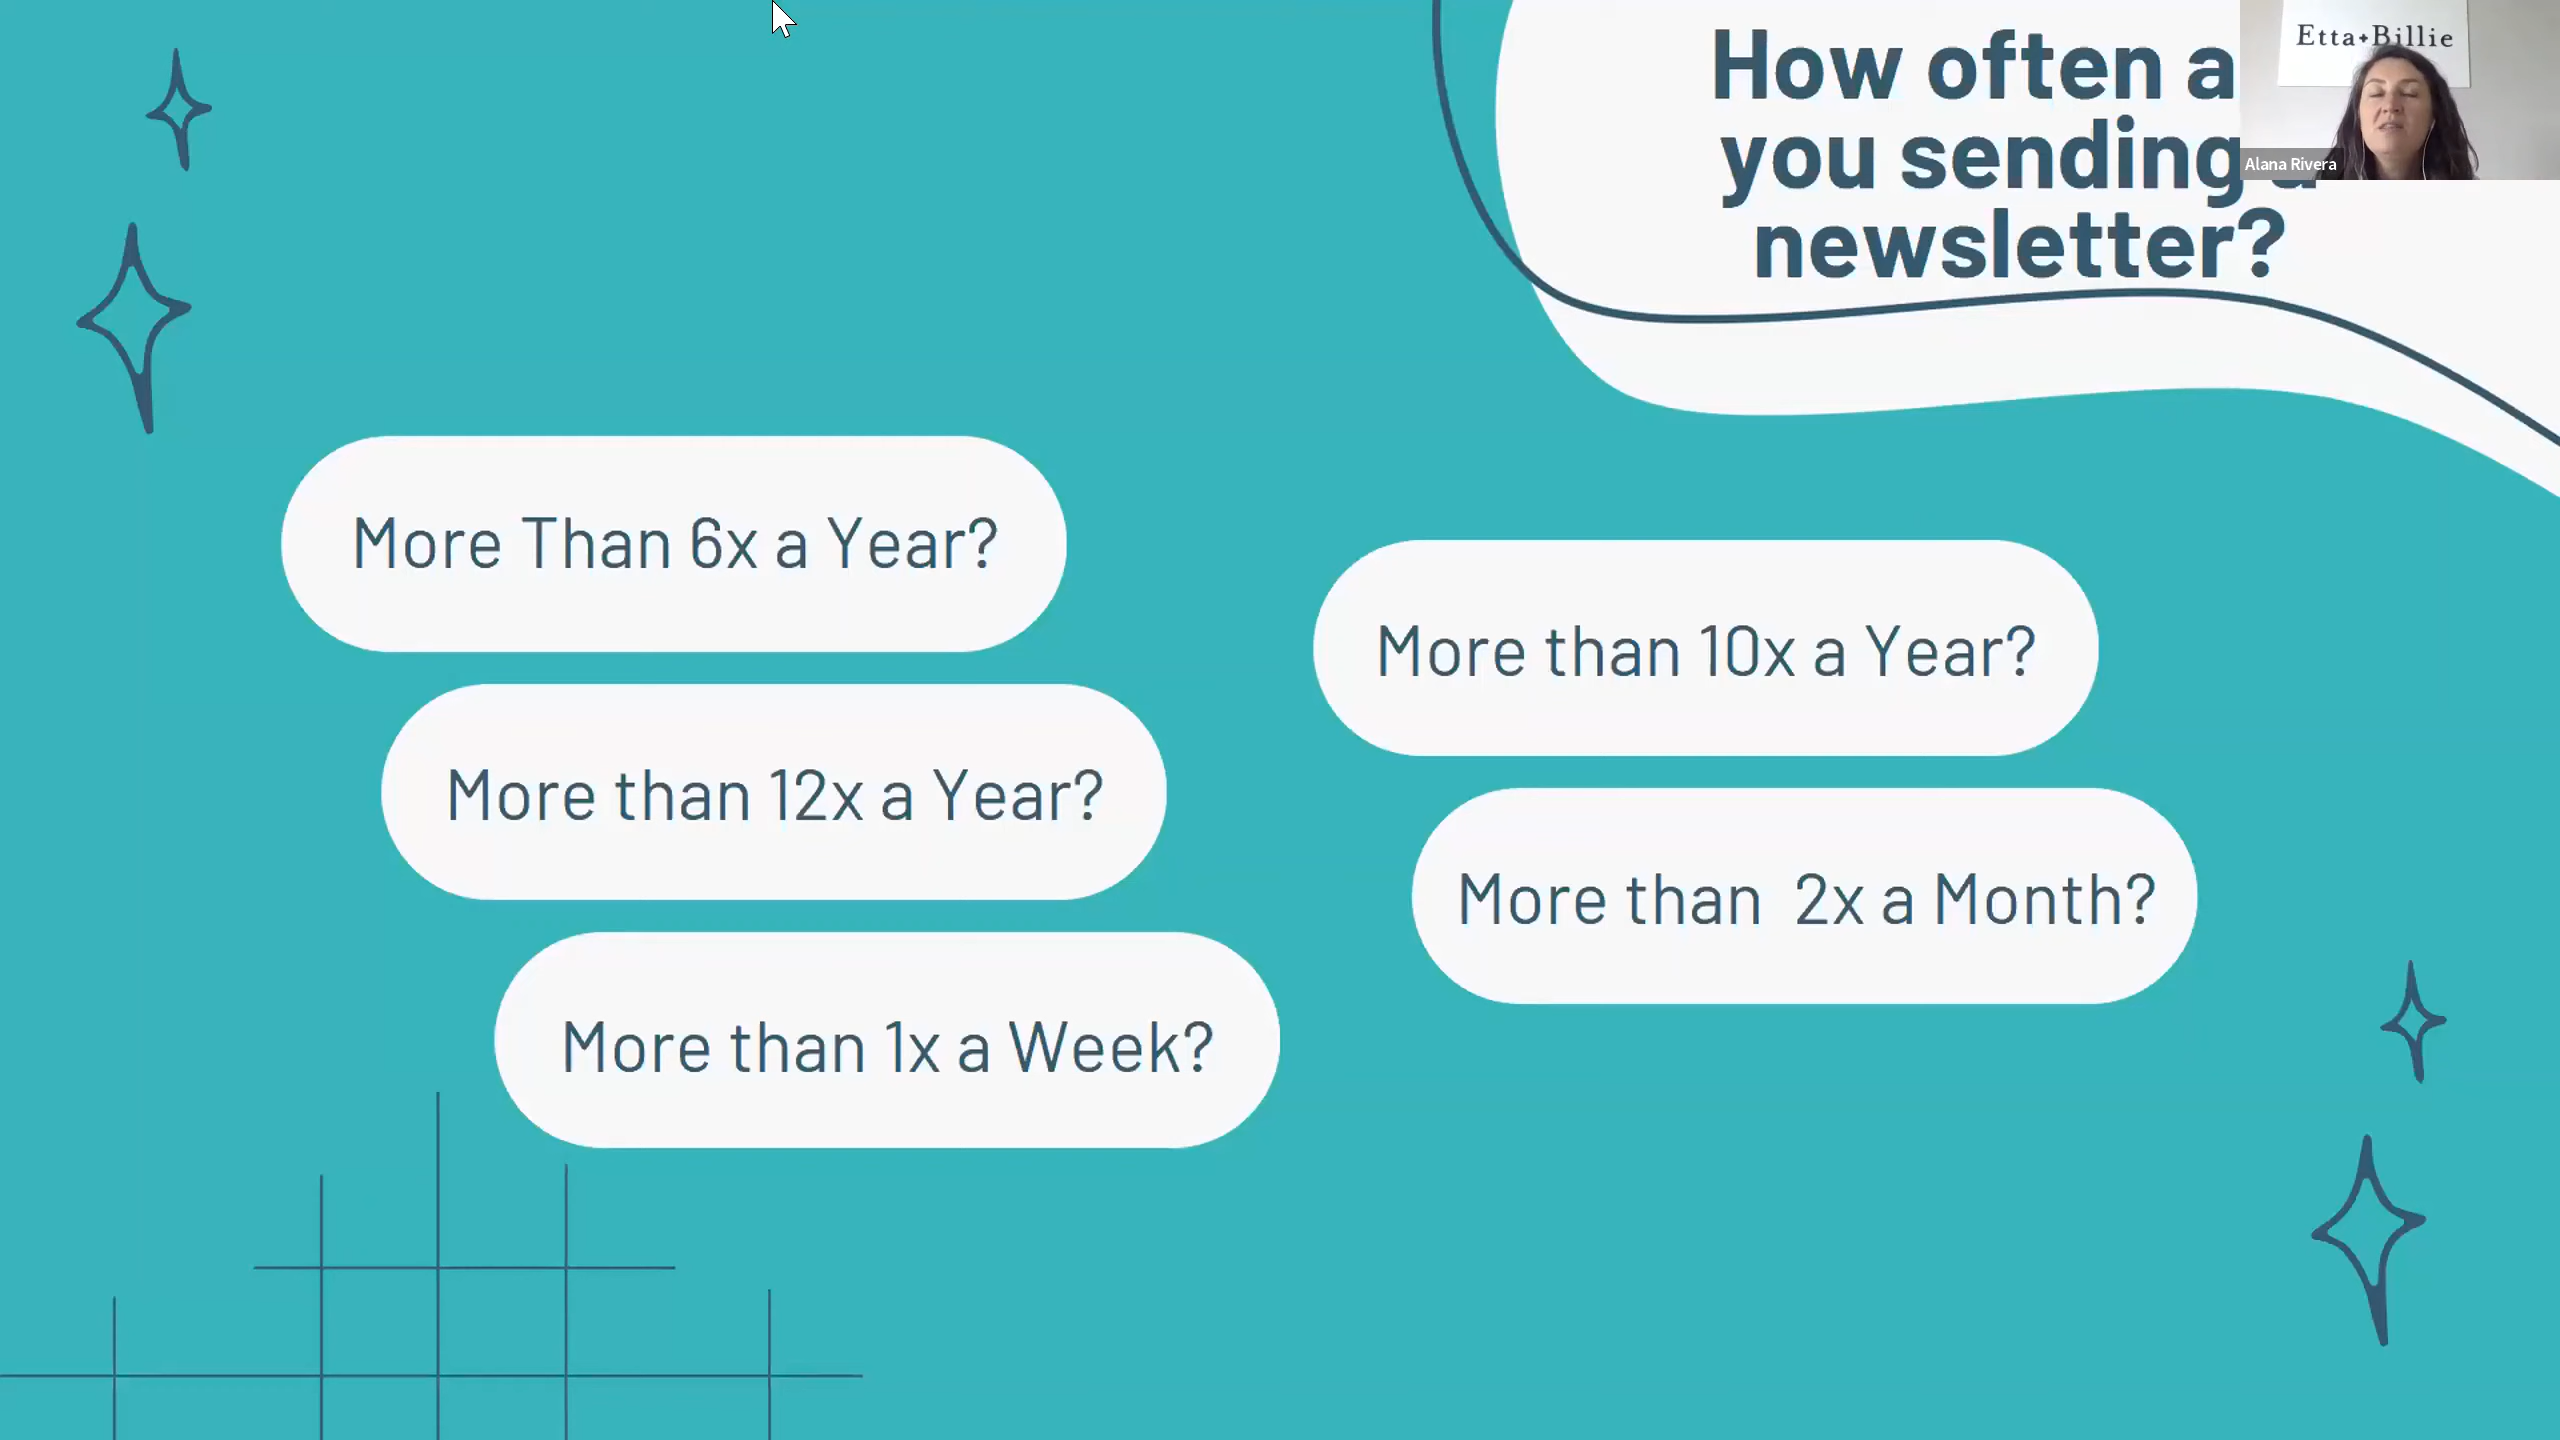 How often a
you sending
newsletter?
Etta+Billie
Alana Rivera
More Than 6x a Year?
More than 10x a Year?
More than 12x a Year?
More than  2x a Month?
More than 1x a Week?